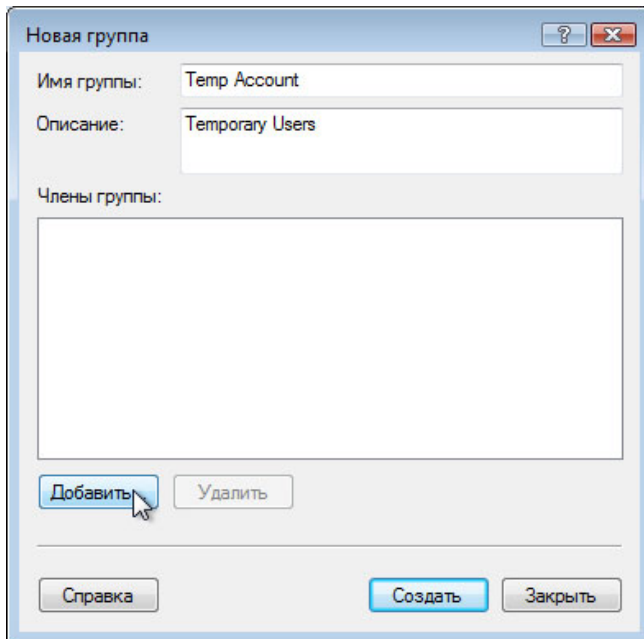 Новая группа
Имя группы: Temp Account
Описание: Temporary Users
Члены группы:
Добавить... Удалить
Справка Создать Закрыть